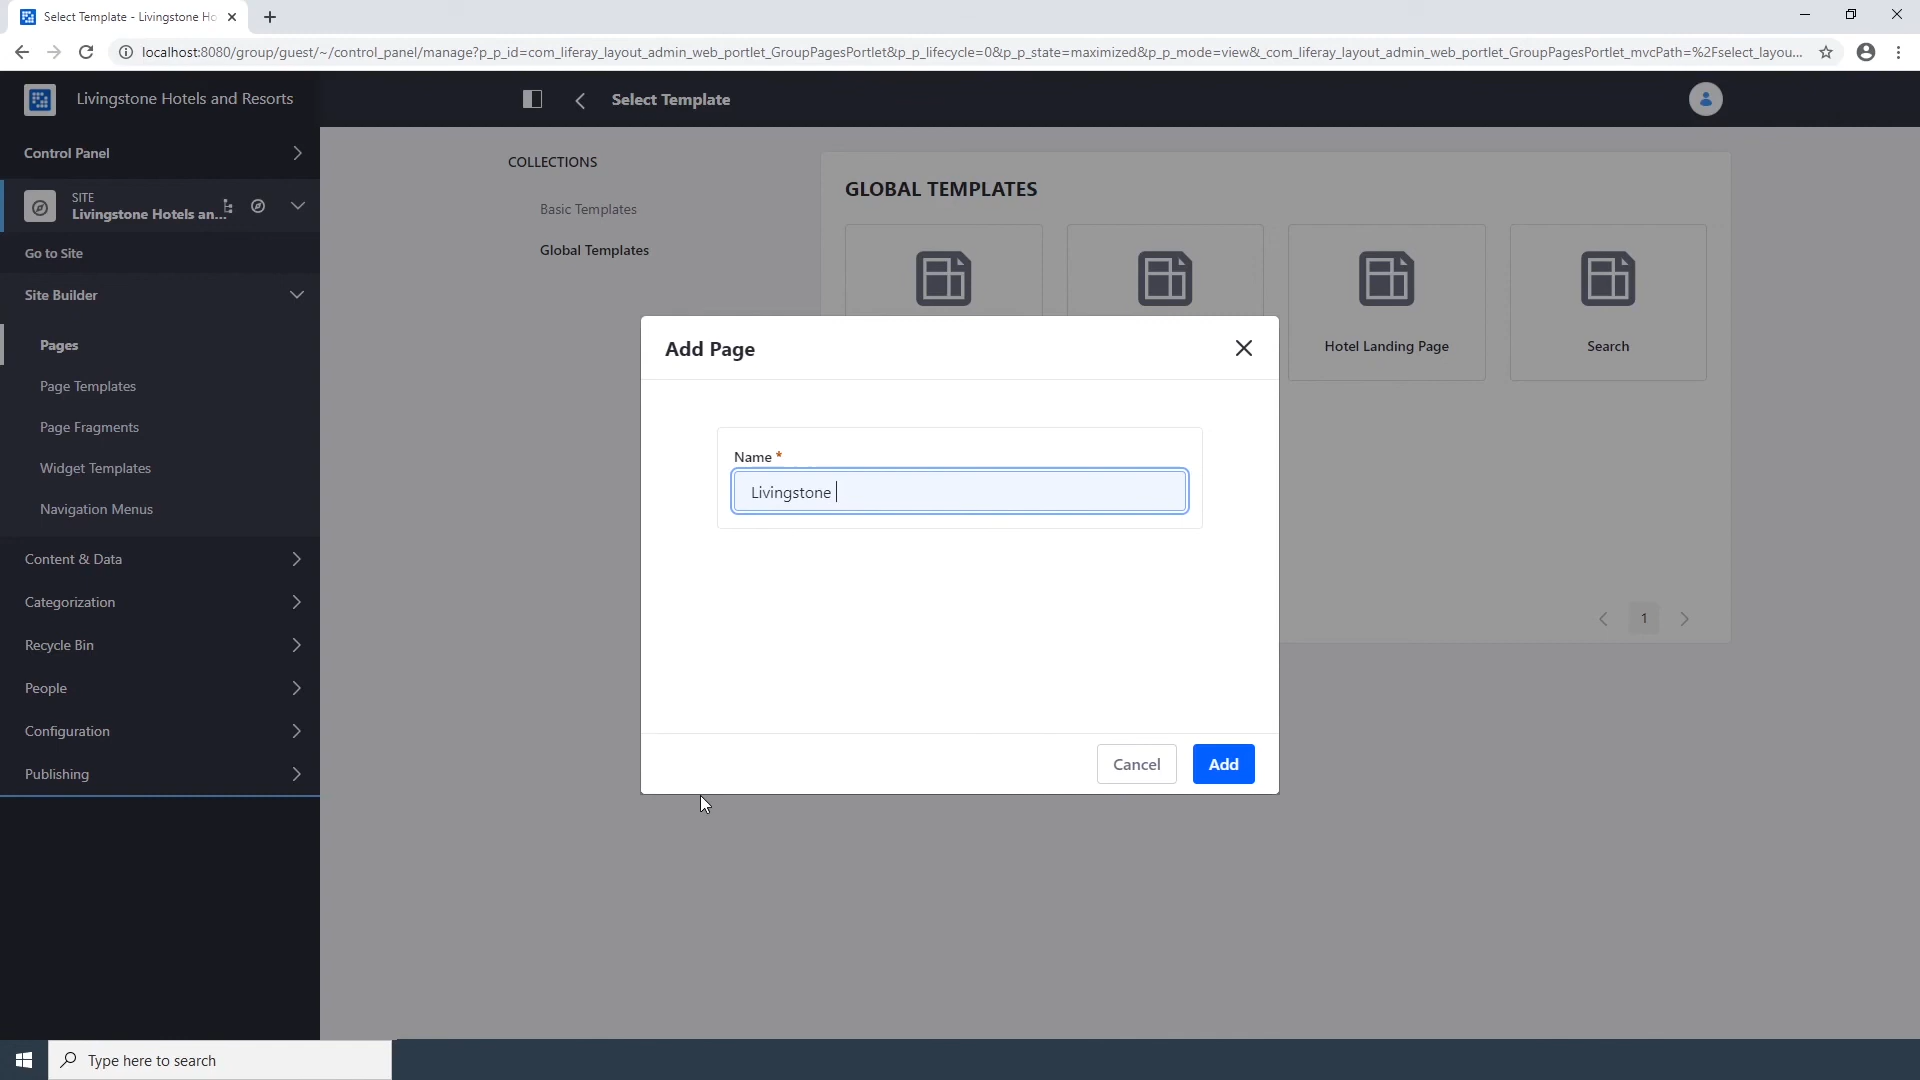 Select Template - Livingstone Ho
localhost:8080/group/guest/~/control_panel/manage?p_p_id=com_liferay_layout_admin_web_portlet_GroupPagesPortlet&p_p_lifecycle=0&p_p_state=maximized&p_p_mode=view&_com_liferay_layout_admin_web_portlet_GroupPagesPortlet_mvcPath=%2Fselect_layou...
Livingstone Hotels and Resorts
Select Template
Control Panel
SITE
Livingstone Hotels an...
Go to Site
Site Builder
Pages
Page Templates
Page Fragments
Widget Templates
Navigation Menus
Content & Data
Categorization
Recycle Bin
People
Configuration
Publishing
COLLECTIONS
Basic Templates
Global Templates
GLOBAL TEMPLATES
Hotel Landing Page
Search
1
Add Page
Name *
Livingstone
Cancel
Add
Type here to search